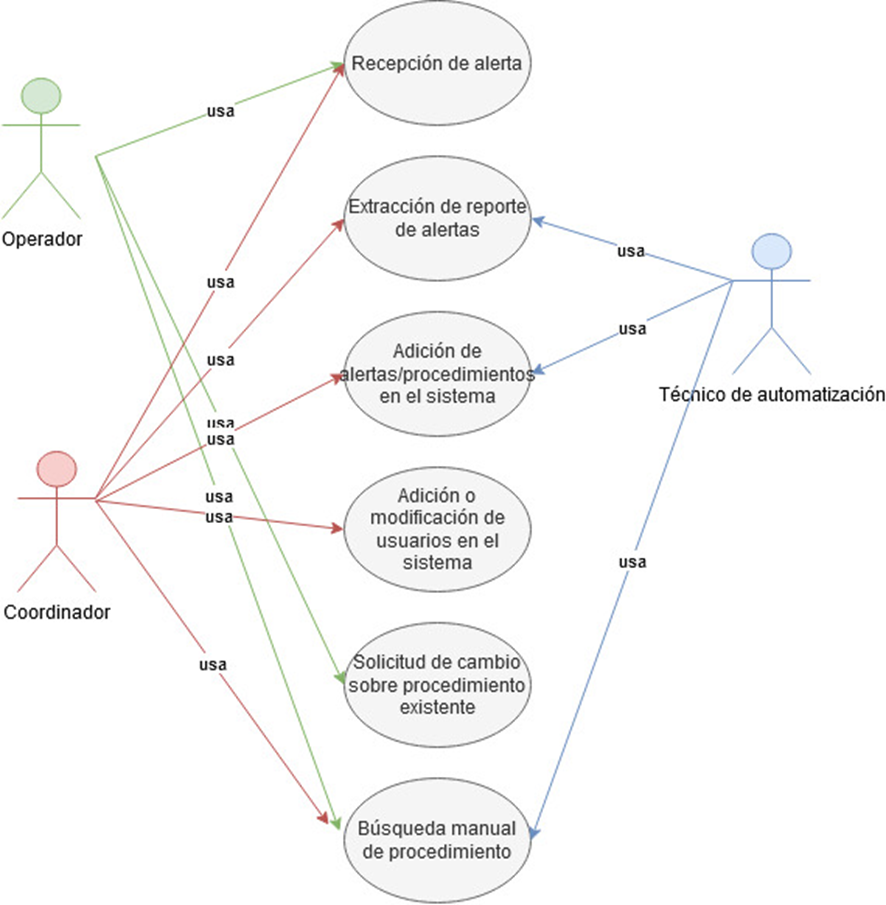 Recepción de alerta
usa
Operador
Extracción de reporte
de alertas
usa
usa
usa
Adición de
alertas/procedimientos
en el sistema
usa
usa
Técnico de automatización
usa
usa
Adición o
modificación de
usuarios en el
sistema
usa
usa
usa
Coordinador
Solicitud de cambio
sobre procedimiento
existente
usa
Búsqueda manual
de procedimiento